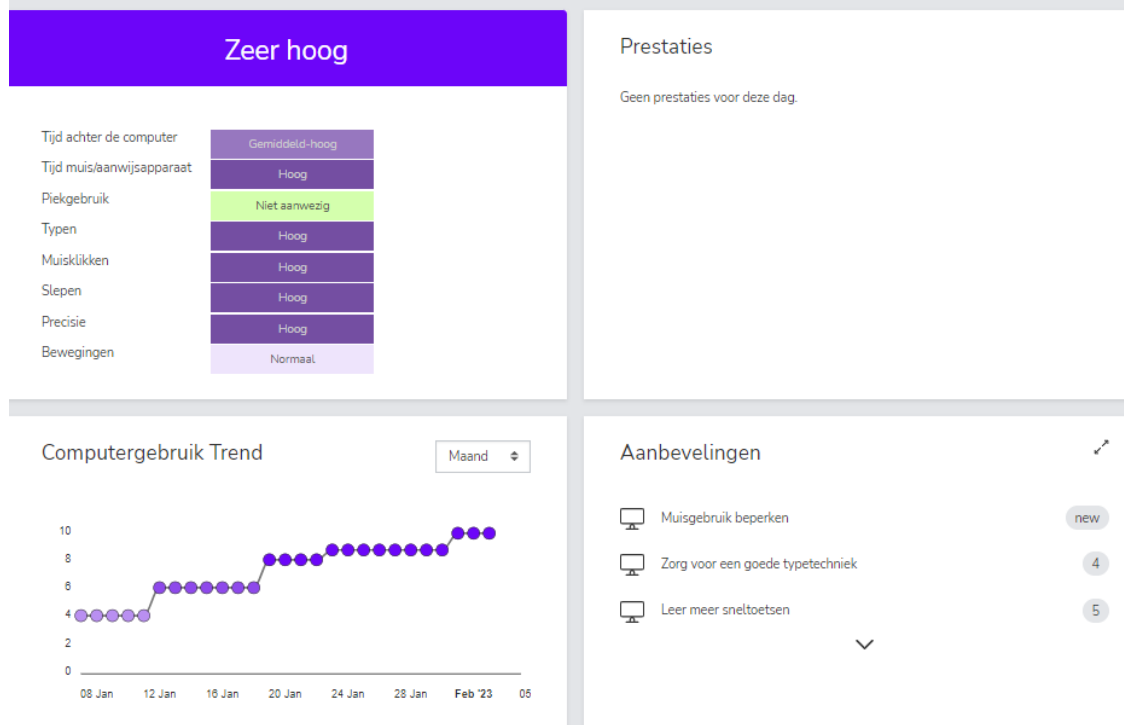 Zeer hoog
Tijd achter de computer Gemiddeld-hoog
Tijd muis/aanwijsapparaat Hoog
Piekgebruik Niet aanwezig
Typen Hoog
Muisklikken Hoog
Slepen Hoog
Precisie Hoog
Bewegingen Normaal
Prestaties
Geen prestaties voor deze dag.
Computergebruik Trend Maand
10
8
6
4
2
0
08 Jan 12 Jan 16 Jan 20 Jan 24 Jan 28 Jan Feb '23 05
Aanbevelingen
Muisgebruik beperken new
Zorg voor een goede typetechniek 4
Leer meer sneltoetsen 5